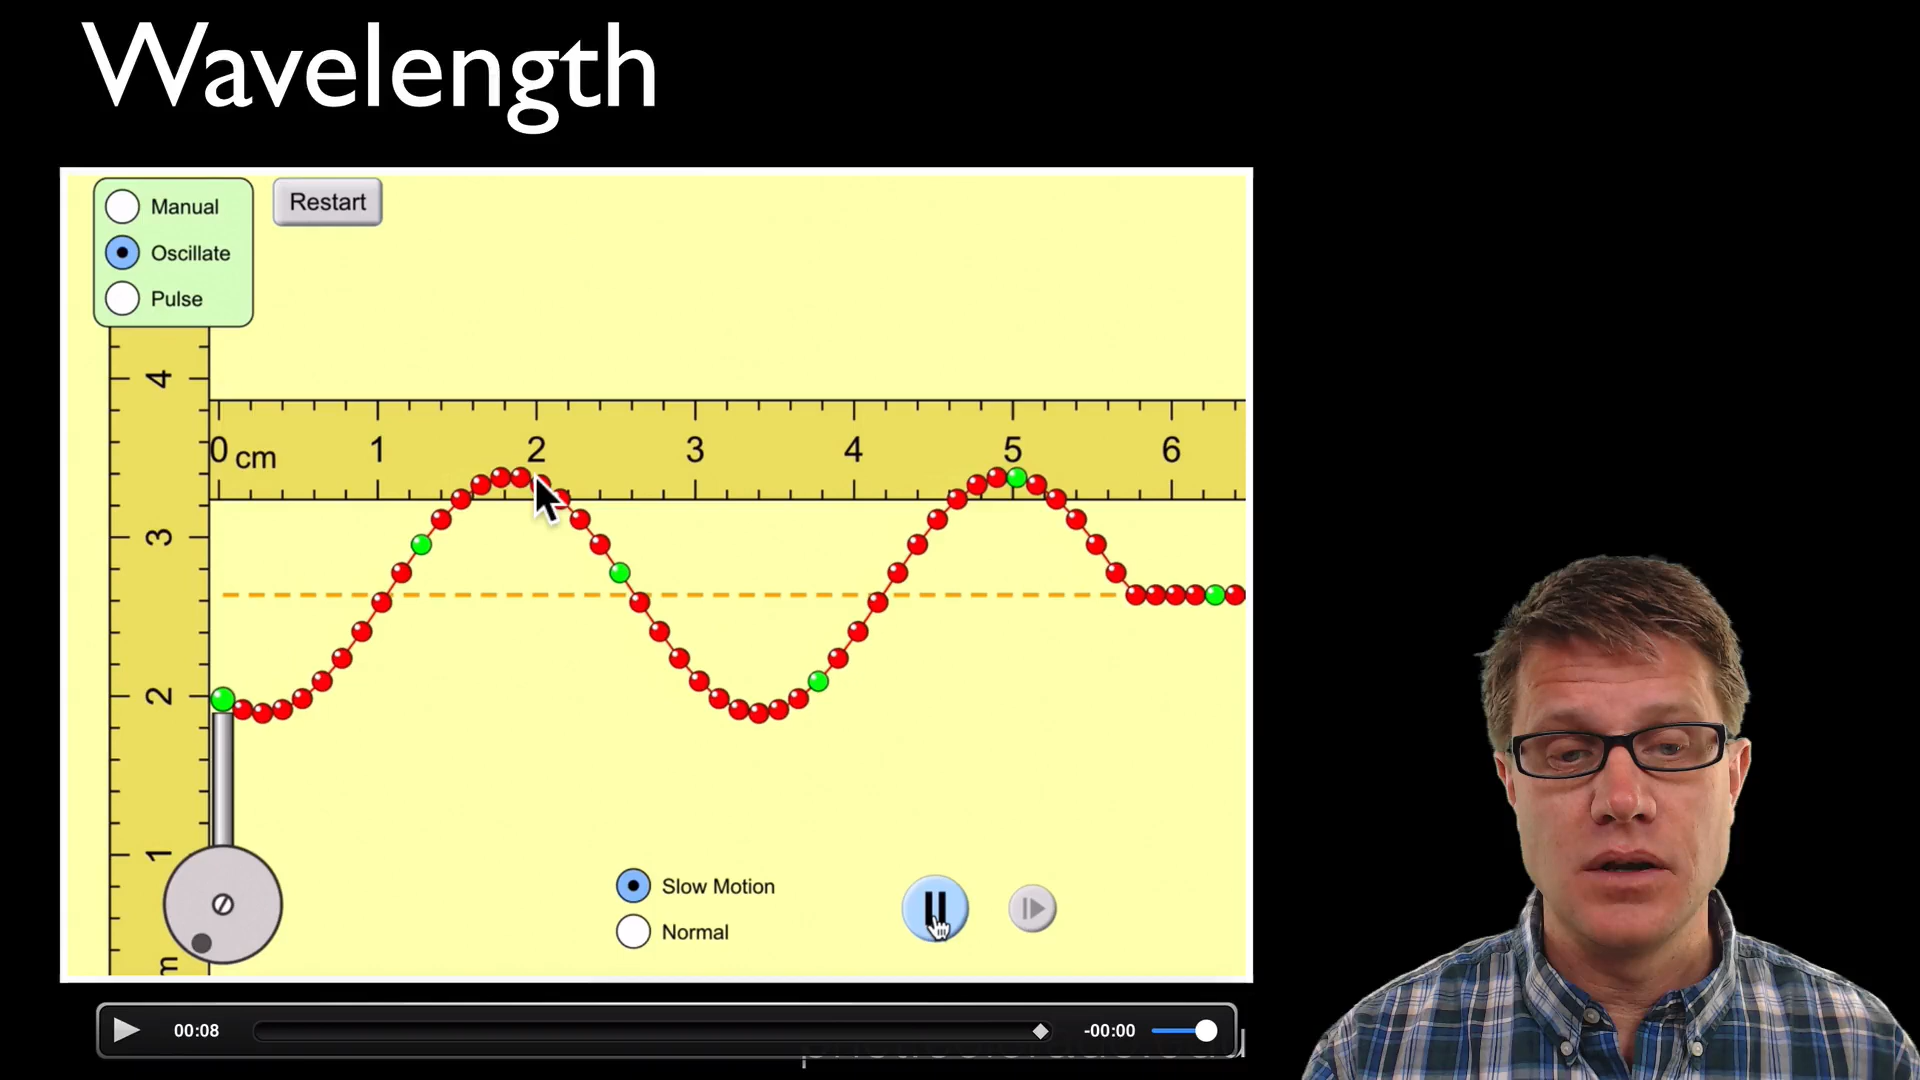 Wavelength
Manual
Restart
Oscillate
Pulse
4
0 cm 1 2 3 4 5 6
3
2
1
Slow Motion
Normal
00:08
-00:00